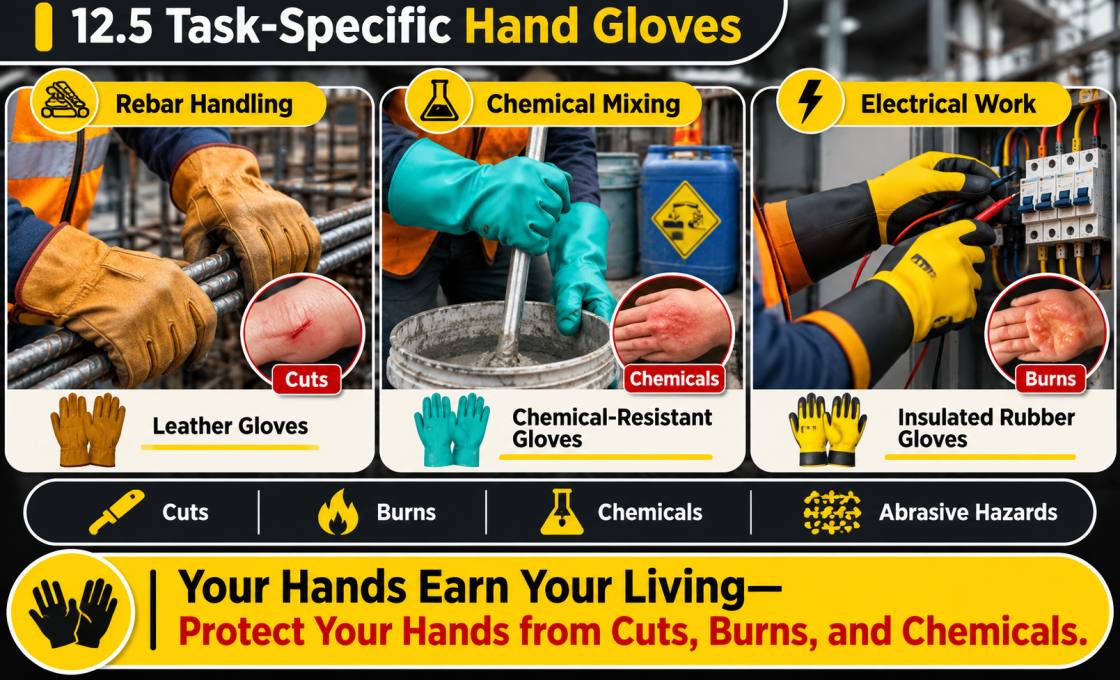 12.5 Task-Specific Hand Gloves
Rebar Handling
Chemical Mixing
Electrical Work
Cuts
Chemicals
Burns
Leather Gloves
Chemical-Resistant
Gloves
Insulated Rubber
Gloves
Cuts
Burns
Chemicals
Abrasive Hazards
Your Hands Earn Your Living—
Protect Your Hands from Cuts, Burns, and Chemicals.